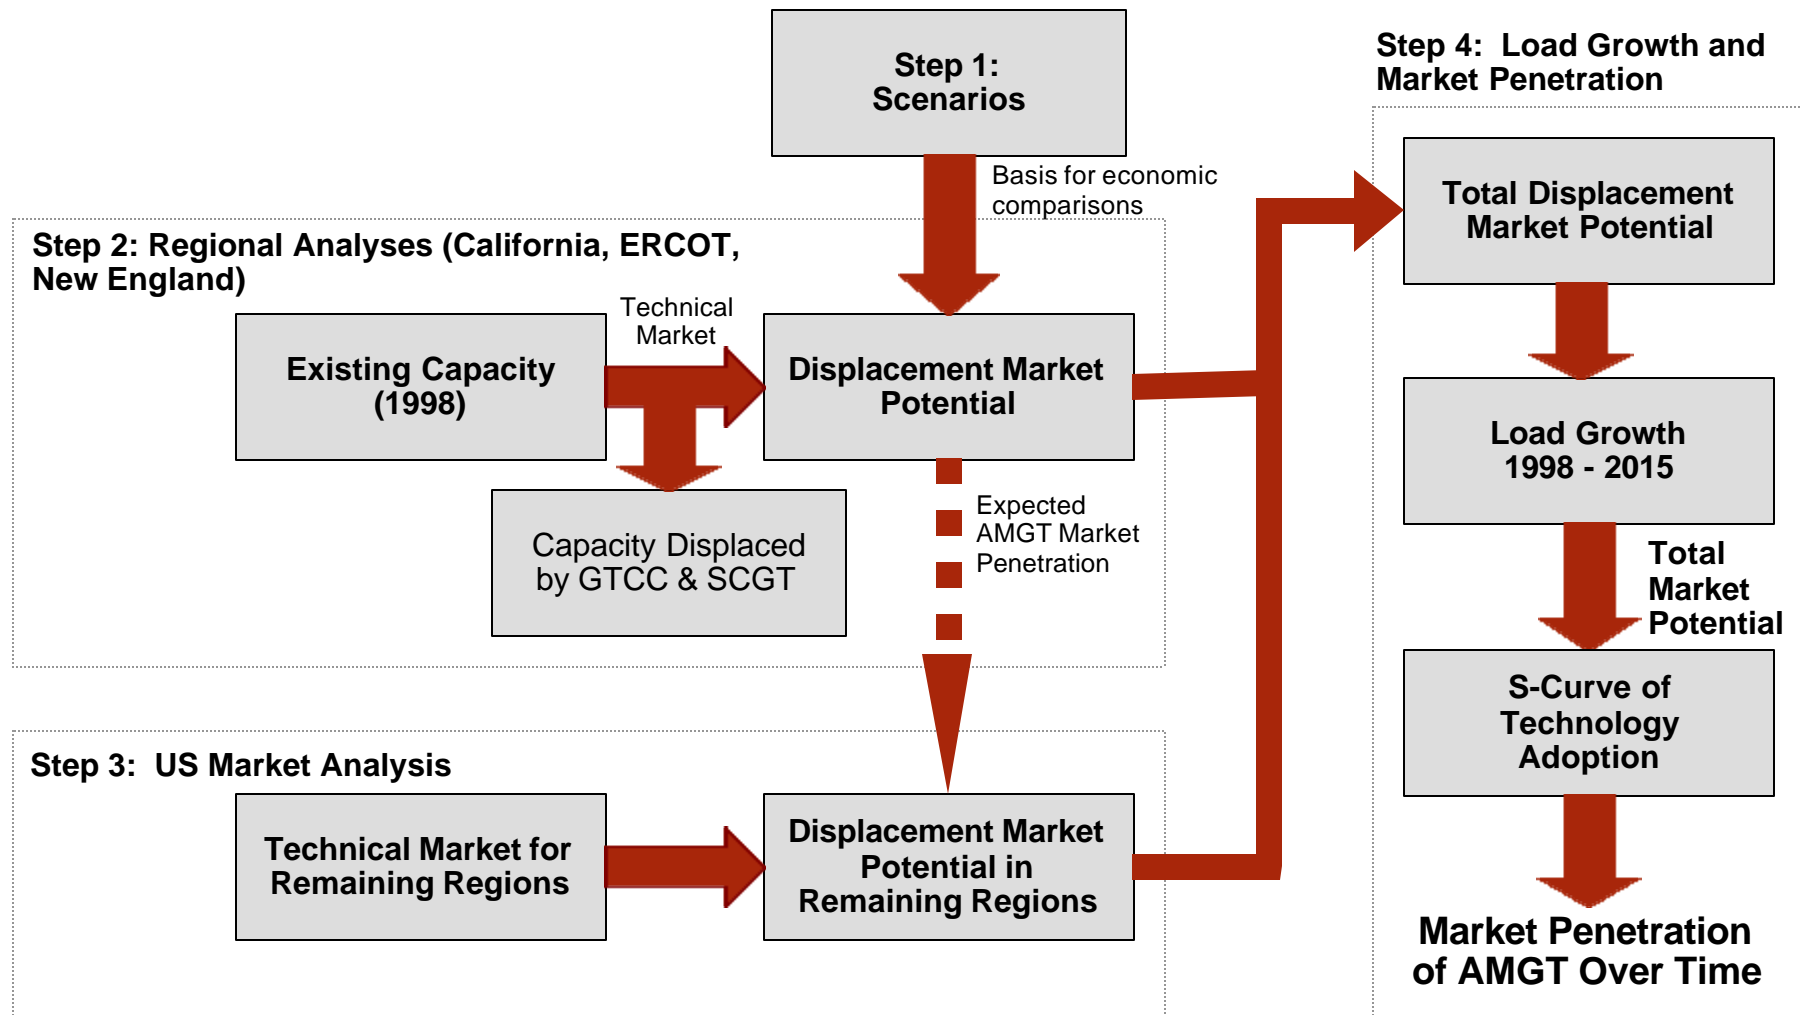 Step 1:
Scenarios
Basis for economic
comparisons
Step 2: Regional Analyses (California, ERCOT,
New England)
Technical
Market
Existing Capacity
(1998)
Displacement Market
Potential
Capacity Displaced
by GTCC & SCGT
Expected
AMGT Market
Penetration
Step 3:  US Market Analysis
Technical Market for
Remaining Regions
Displacement Market
Potential in
Remaining Regions
Step 4:  Load Growth and
Market Penetration
Total Displacement
Market Potential
Load Growth
1998 - 2015
Total
Market
Potential
S-Curve of
Technology
Adoption
Market Penetration
of AMGT Over Time